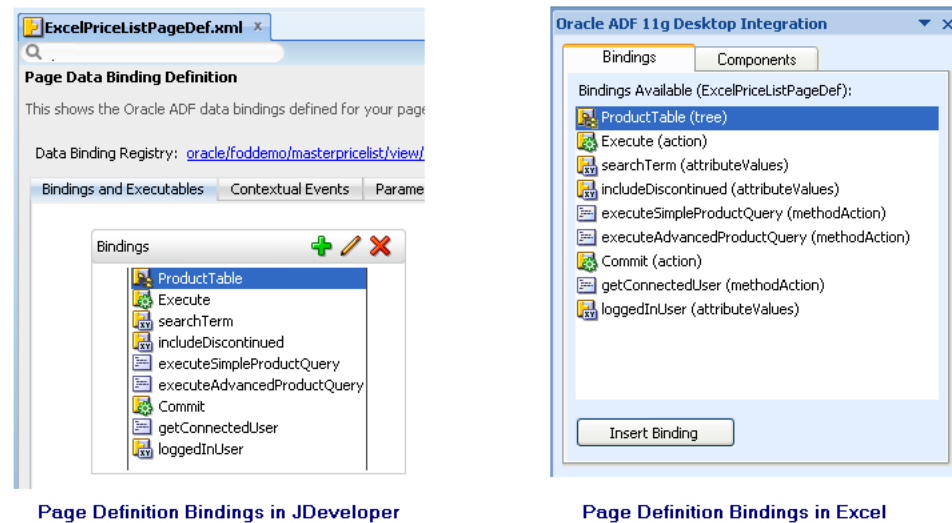 ExcelPriceListPageDef.xml ×
Page Data Binding Definition
This shows the Oracle ADF data bindings defined for your page
Data Binding Registry: oracle/foddemo/masterpricelist/view/
Bindings and Executables Contextual Events Parame
Bindings
ProductTable
Execute
searchTerm
includeDiscontinued
executeSimpleProductQuery
executeAdvancedProductQuery
Commit
getConnectedUser
loggedInUser
Page Definition Bindings in JDeveloper
Oracle ADF 11g Desktop Integration
Bindings Components
Bindings Available (ExcelPriceListPageDef):
ProductTable (tree)
Execute (action)
searchTerm (attributeValues)
includeDiscontinued (attributeValues)
executeSimpleProductQuery (methodAction)
executeAdvancedProductQuery (methodAction)
Commit (action)
getConnectedUser (methodAction)
loggedInUser (attributeValues)
Insert Binding
Page Definition Bindings in Excel